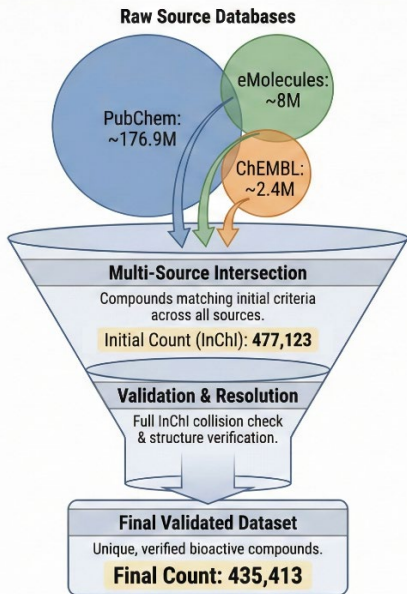 Raw Source Databases
PubChem:
~176.9M
eMolecules:
~8M
ChEMBL:
~2.4M
Multi-Source Intersection
Compounds matching initial criteria
across all sources.
Initial Count (InChI): 477,123
Validation & Resolution
Full InChI collision check
& structure verification.
Final Validated Dataset
Unique, verified bioactive compounds.
Final Count: 435,413